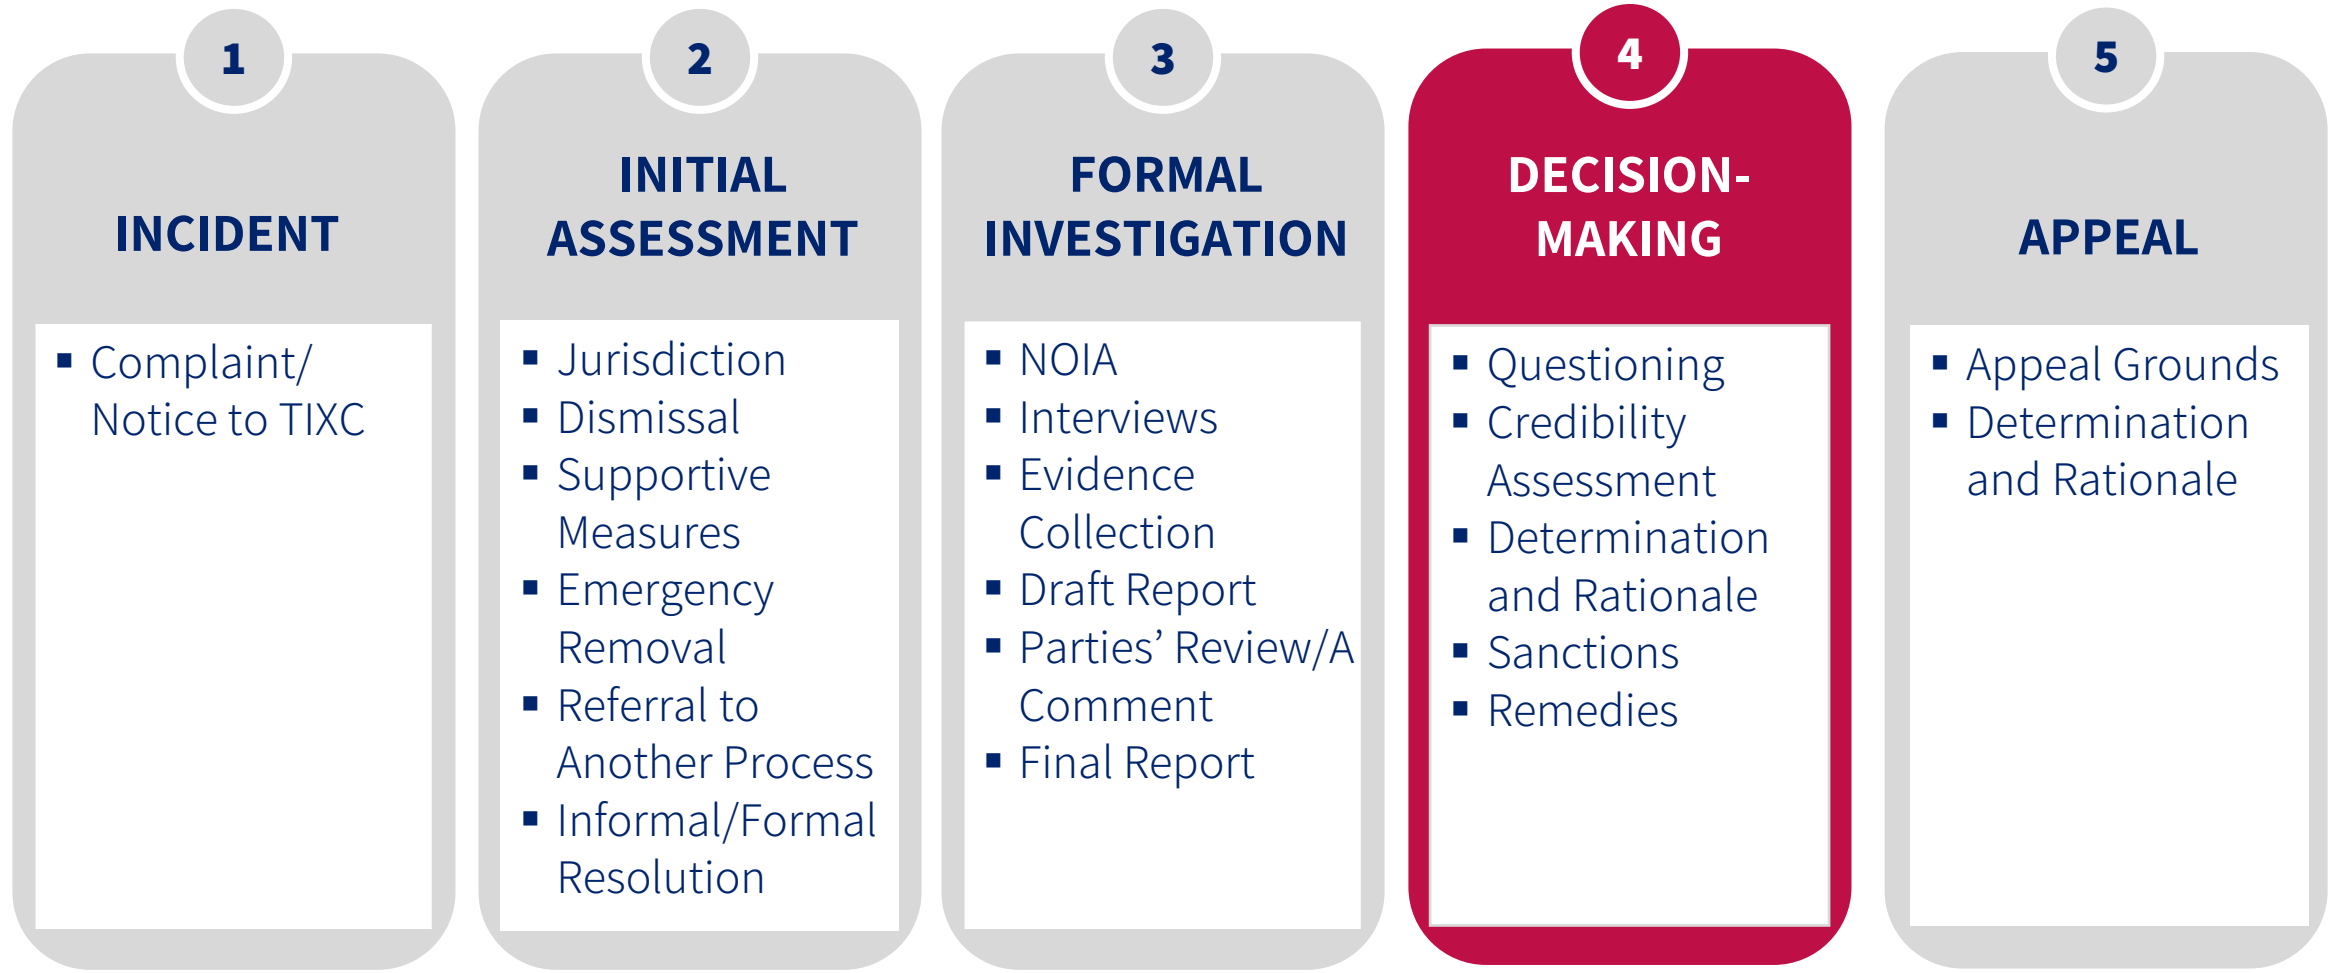 1
INCIDENT
▪ Complaint/
Notice to TIXC
2
INITIAL
ASSESSMENT
▪ Jurisdiction
▪ Dismissal
▪ Supportive
Measures
▪ Emergency
Removal
▪ Referral to
Another Process
▪ Informal/Formal
Resolution
3
FORMAL
INVESTIGATION
▪ NOIA
▪ Interviews
▪ Evidence
Collection
▪ Draft Report
▪ Parties’ Review/A
Comment
▪ Final Report
4
DECISION-
MAKING
▪ Questioning
▪ Credibility
Assessment
▪ Determination
and Rationale
▪ Sanctions
▪ Remedies
5
APPEAL
▪ Appeal Grounds
▪ Determination
and Rationale